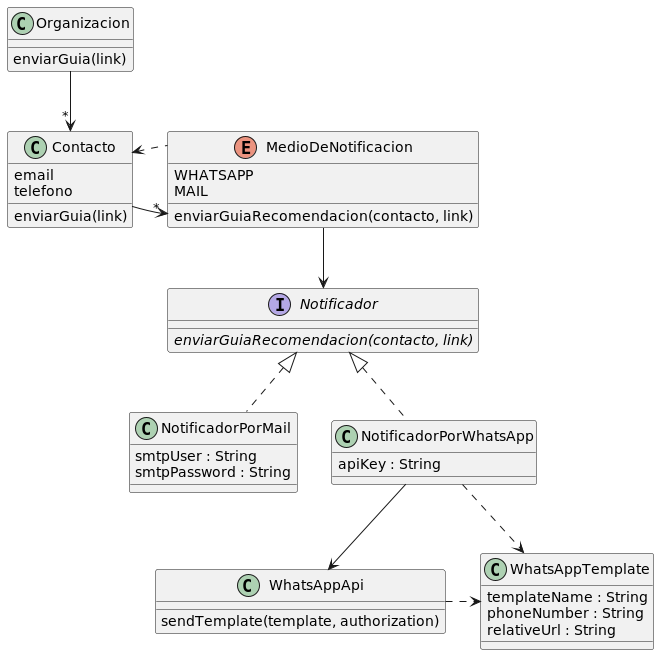 C Organizacion
enviarGuia(link)
*
C Contacto
email
telefono
enviarGuia(link)
*
E MedioDeNotificacion
WHATSAPP
MAIL
enviarGuiaRecomendacion(contacto, link)
I Notificador
enviarGuiaRecomendacion(contacto, link)
C NotificadorPorMail
smtpUser : String
smtpPassword : String
C NotificadorPorWhatsApp
apiKey : String
C WhatsAppApi
sendTemplate(template, authorization)
C WhatsAppTemplate
templateName : String
phoneNumber : String
relativeUrl : String